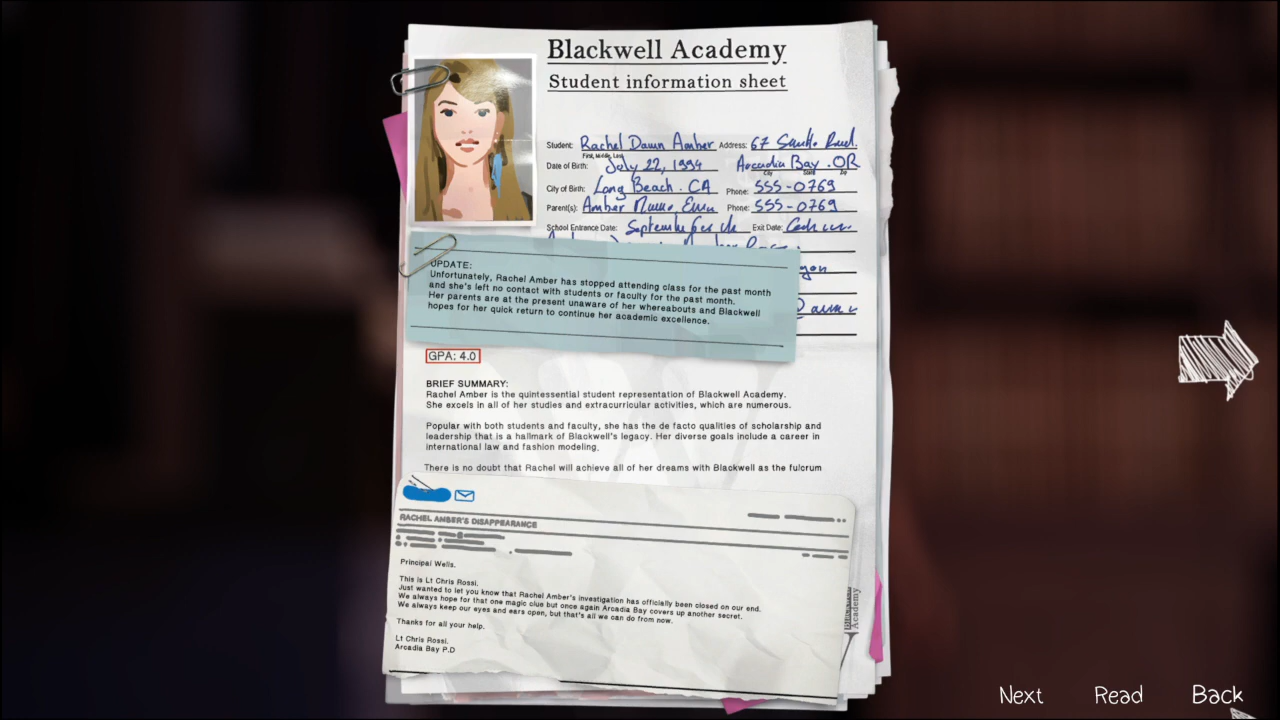 Blackwell Academy
Student information sheet
Student: Rachel Dawn Amber Address: 67
First, Middle, Last
Date of Birth: July 22, 1994 Arcadia Bay . OR
City State Zip
City of Birth: Long Beach . CA Phone: 555-0769
Parent(s): Amber Phone: 555-0769
School Entrance Date: Exit Date:
UPDATE:
Unfortunately, Rachel Amber has stopped attending class for the past month
and she's left no contact with students or faculty for the past month.
Her parents are at the present unaware of her whereabouts and Blackwell
hopes for her quick return to continue her academic excellence.
GPA: 4.0
BRIEF SUMMARY:
Rachel Amber is the quintessential student representation of Blackwell Academy.
She excels in all of her studies and extracurricular activities, which are numerous.
Popular with both students and faculty, she has the de facto qualities of scholarship and
leadership that is a hallmark of Blackwell's legacy. Her diverse goals include a career in
international law and fashion modeling.
There is no doubt that Rachel will achieve all of her dreams with Blackwell as the fulcrum
RACHEL AMBER'S DISAPPEARANCE
Principal Wells.
This is Lt Chris Rossi.
Just wanted to let you know that Rachel Amber's investigation has officially been closed on our end.
We always hope for that one magic clue but once again Arcadia Bay covers up another secret.
We always keep our eyes and ears open, but that's all we can do from now.
Thanks for all your help.
Lt Chris Rossi.
Arcadia Bay P.D
Academy
Next Read Back